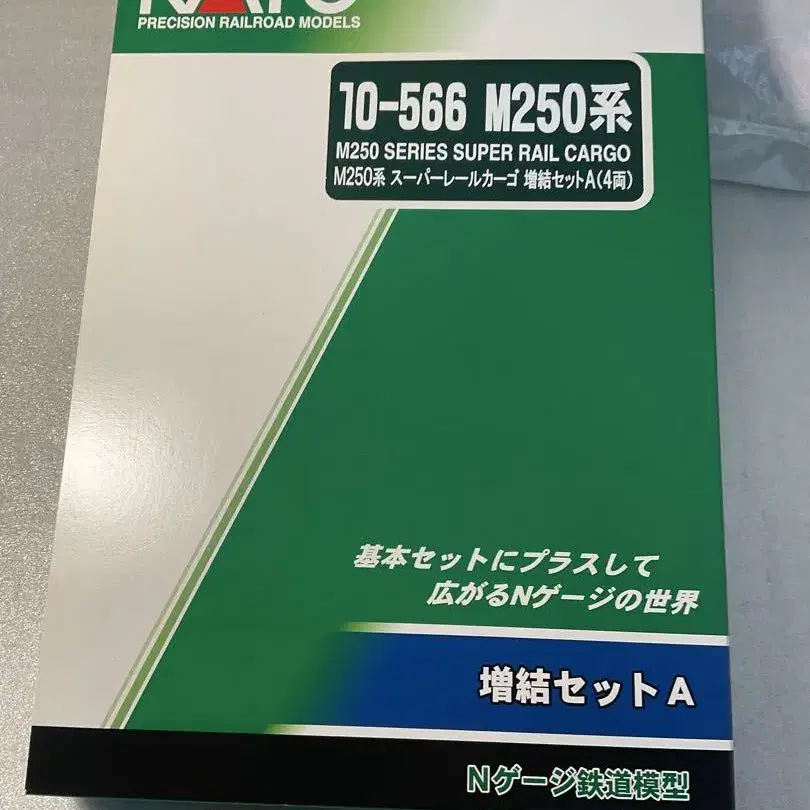 KATO
PRECISION RAILROAD MODELS
10-566 M250系
M250 SERIES SUPER RAIL CARGO
M250系 スーパーレールカーゴ 増結セットA(4両)
基本セットにプラスして
広がるNゲージの世界
増結セットA
Nゲージ鉄道模型